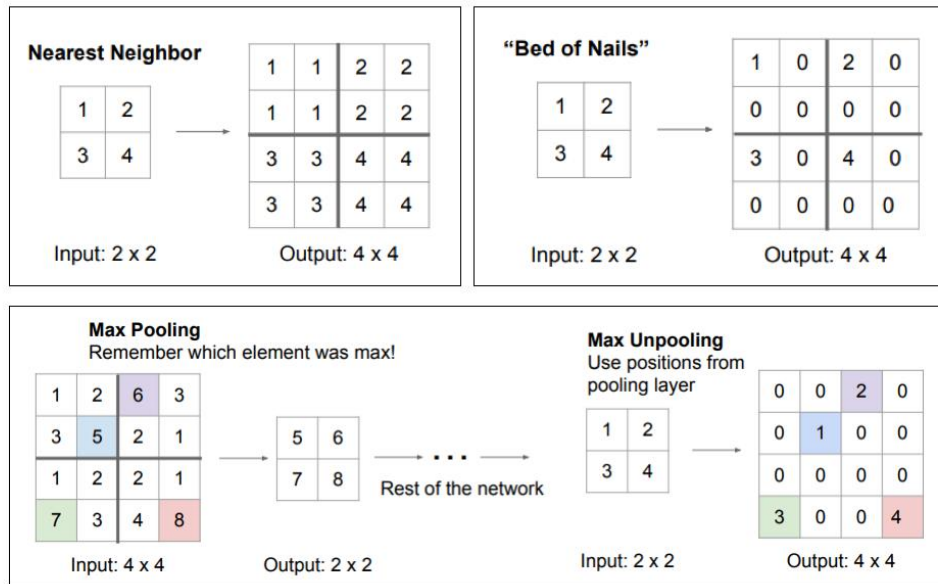 Nearest Neighbor
1 2
3 4
Input: 2 x 2
1 1 2 2
1 1 2 2
3 3 4 4
3 3 4 4
Output: 4 x 4
“Bed of Nails”
1 2
3 4
Input: 2 x 2
1 0 2 0
0 0 0 0
3 0 4 0
0 0 0 0
Output: 4 x 4
Max Pooling
Remember which element was max!
1 2 6 3
3 5 2 1
1 2 2 1
7 3 4 8
Input: 4 x 4
5 6
7 8
Output: 2 x 2
...
Rest of the network
Max Unpooling
Use positions from
pooling layer
1 2
3 4
Input: 2 x 2
0 0 2 0
0 1 0 0
0 0 0 0
3 0 0 4
Output: 4 x 4